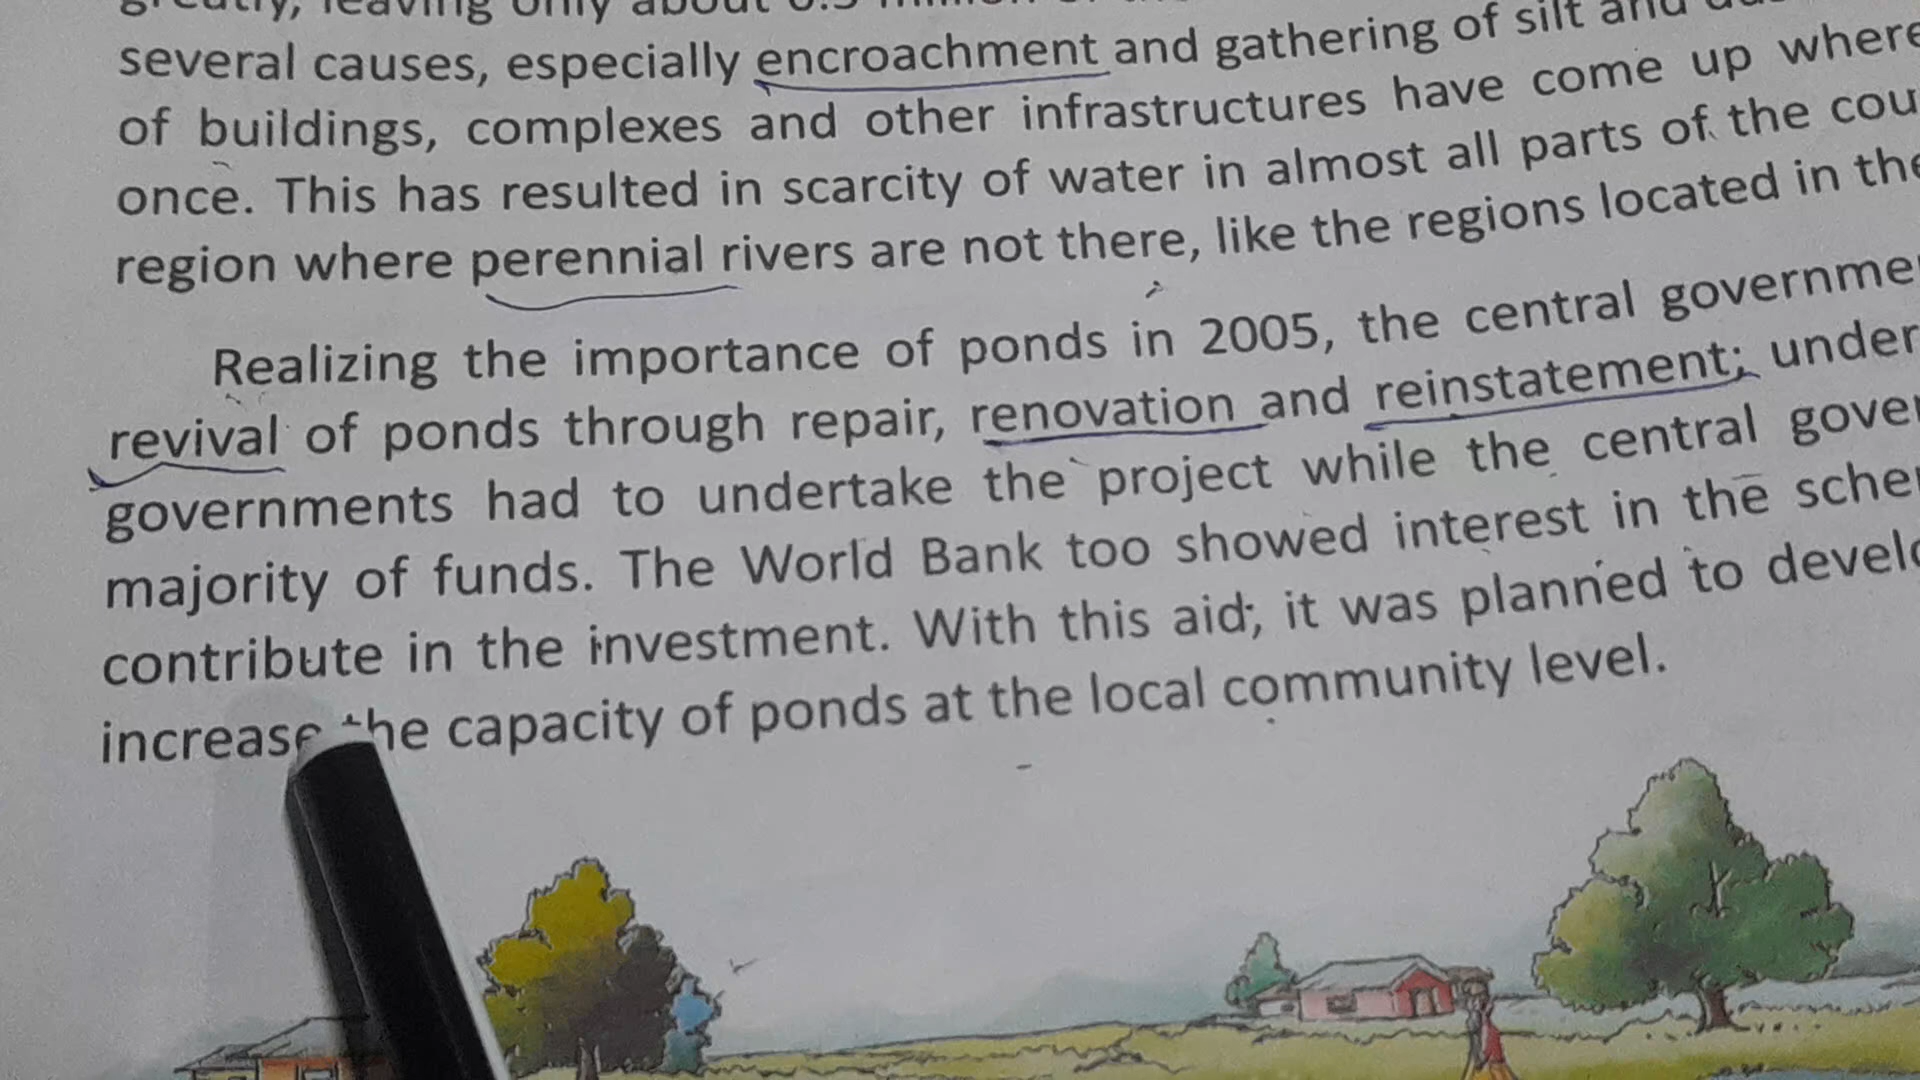 greatly, leaving only about
several causes, especially encroachment and gathering of silt and
of buildings, complexes and other infrastructures have come up where
once. This has resulted in scarcity of water in almost all parts of the
region where perennial rivers are not there, like the regions located in the
Realizing the importance of ponds in 2005, the central
revival of ponds through repair, renovation and reinstatement; under
governments had to undertake the project while the central
majority of funds. The World Bank too showed interest in the
contribute in the investment. With this aid; it was planned to
increase the capacity of ponds at the local community level.